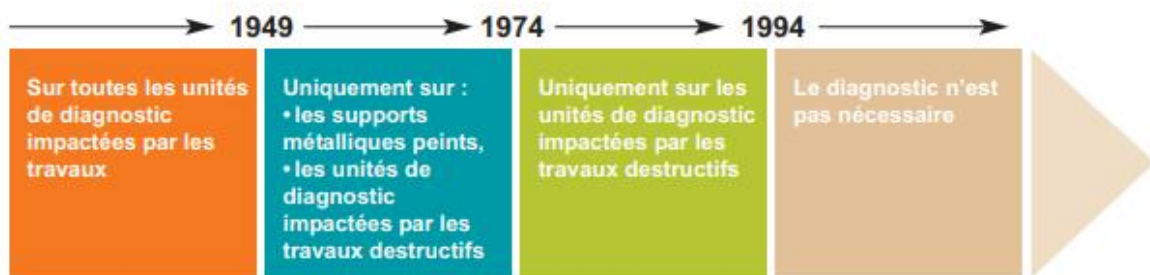 1949
1974
1994
Sur toutes les unités
de diagnostic
impactées par les
travaux
Uniquement sur :
• les supports
métalliques peints,
• les unités de
diagnostic
impactées par les
travaux destructifs
Uniquement sur les
unités de diagnostic
impactées par les
travaux destructifs
Le diagnostic n'est
pas nécessaire